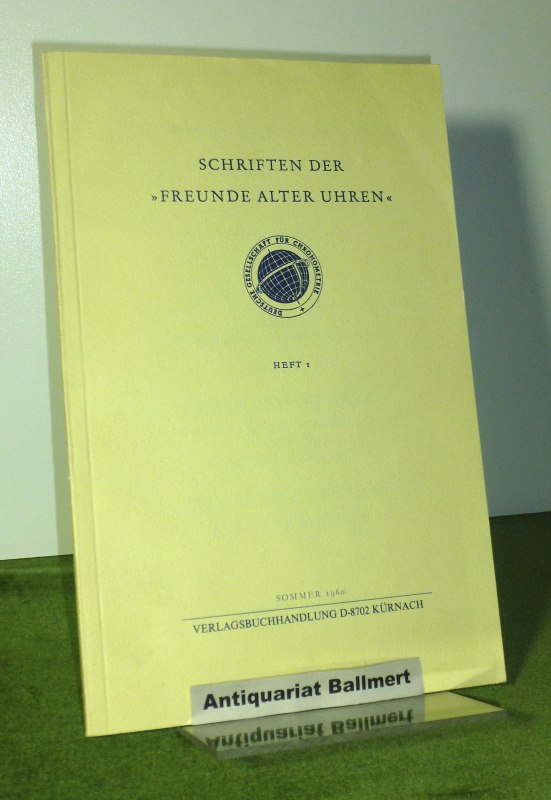 SCHRIFTEN DER
»FREUNDE ALTER UHREN«
DEUTSCHE GESELLSCHAFT FÜR CHRONOMETRIE
HEFT 1
SOMMER 1960
VERLAGSBUCHHANDLUNG D-8702 KÜRNACH
Antiquariat Ballmert